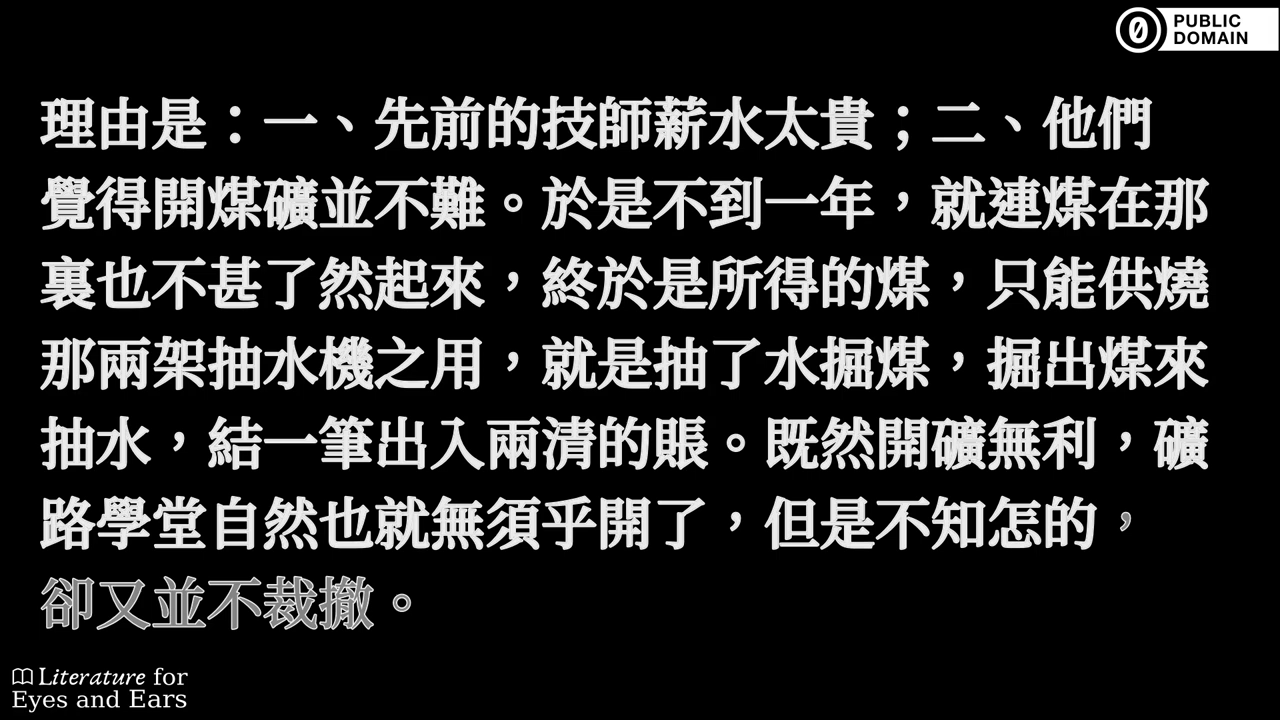 PUBLIC
DOMAIN
理由是：一、先前的技師薪水太貴；二、他們
覺得開煤礦並不難。於是不到一年，就連煤在那
裏也不甚了然起來，終於是所得的煤，只能供燒
那兩架抽水機之用，就是抽了水掘煤，掘出煤來
抽水，結一筆出入兩清的賬。既然開礦無利，礦
路學堂自然也就無須乎開了，但是不知怎的，
卻又並不裁撤。
Literature for
Eyes and Ears